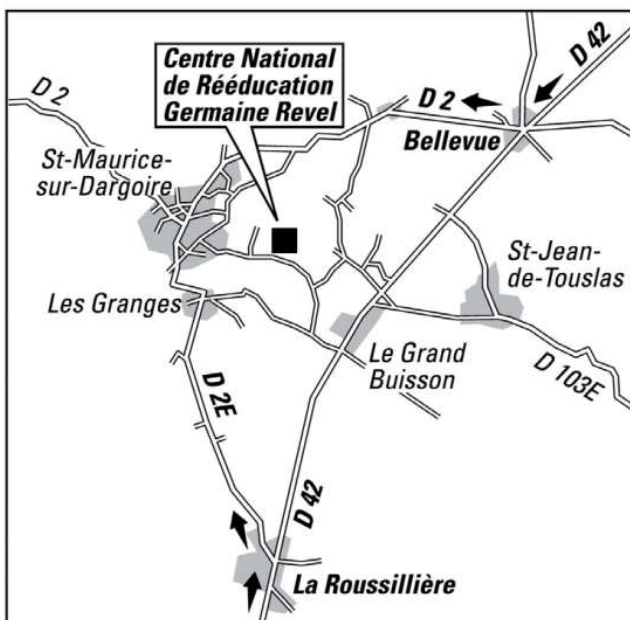 D 42
Centre National
de Rééducation
Germaine Revel
D 2
D 2
Bellevue
St-Maurice-
sur-Dargoire
St-Jean-
de-Touslas
Les Granges
Le Grand
Buisson
D 103E
D 2E
D 42
La Roussillière